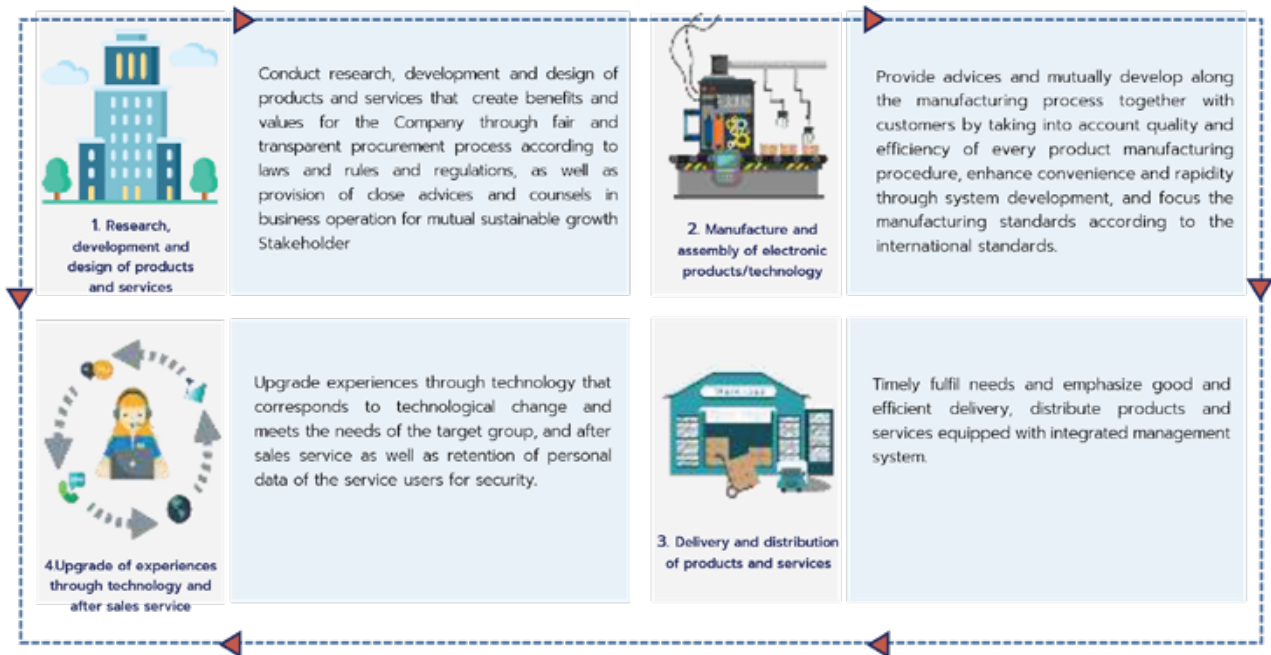 1. Research,
development and
design of products
and services
Conduct research, development and design of
products and services that create benefits and
values for the Company through fair and
transparent procurement process according to
laws and rules and regulations, as well as
provision of close advices and counsels in
business operation for mutual sustainable growth
Stakeholder
2. Manufacture and
assembly of electronic
products/technology
Provide advices and mutually develop along
the manufacturing process together with
customers by taking into account quality and
efficiency of every product manufacturing
procedure, enhance convenience and rapidity
through system development, and focus the
manufacturing standards according to the
international standards.
4.Upgrade of experiences
through technology and
after sales service
Upgrade experiences through technology that
corresponds to technological change and
meets the needs of the target group, and after
sales service as well as retention of personal
data of the service users for security.
3. Delivery and distribution
of products and services
Timely fulfil needs and emphasize good and
efficient delivery, distribute products and
services equipped with integrated management
system.